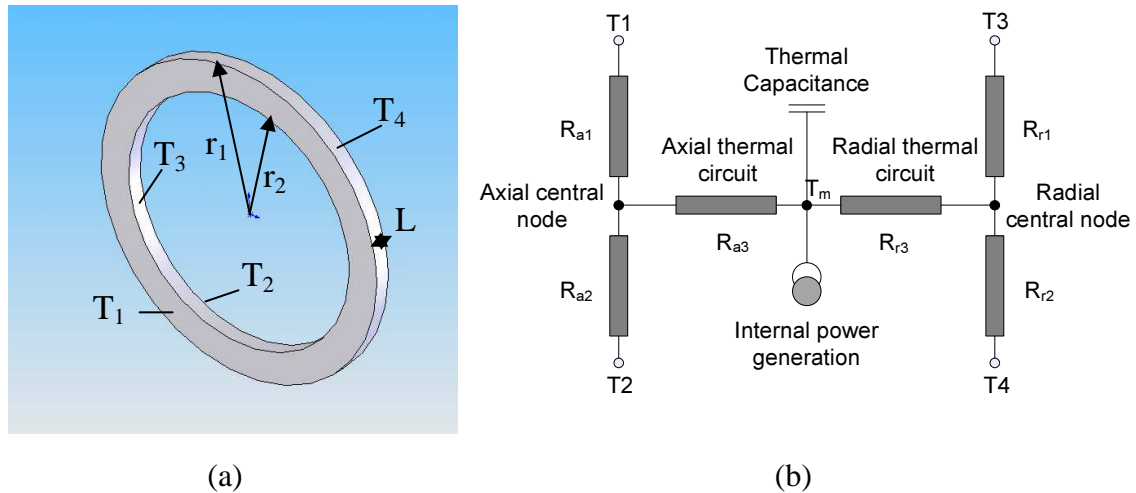 T4
r1
T3
r2
L
T2
T1
(a)
T1
T3
Thermal
Capacitance
Ra1
Rr1
Axial thermal
circuit
Radial thermal
circuit
Axial central
node
Tm
Radial
central node
Ra3
Rr3
Ra2
Rr2
Internal power
generation
T2
T4
(b)